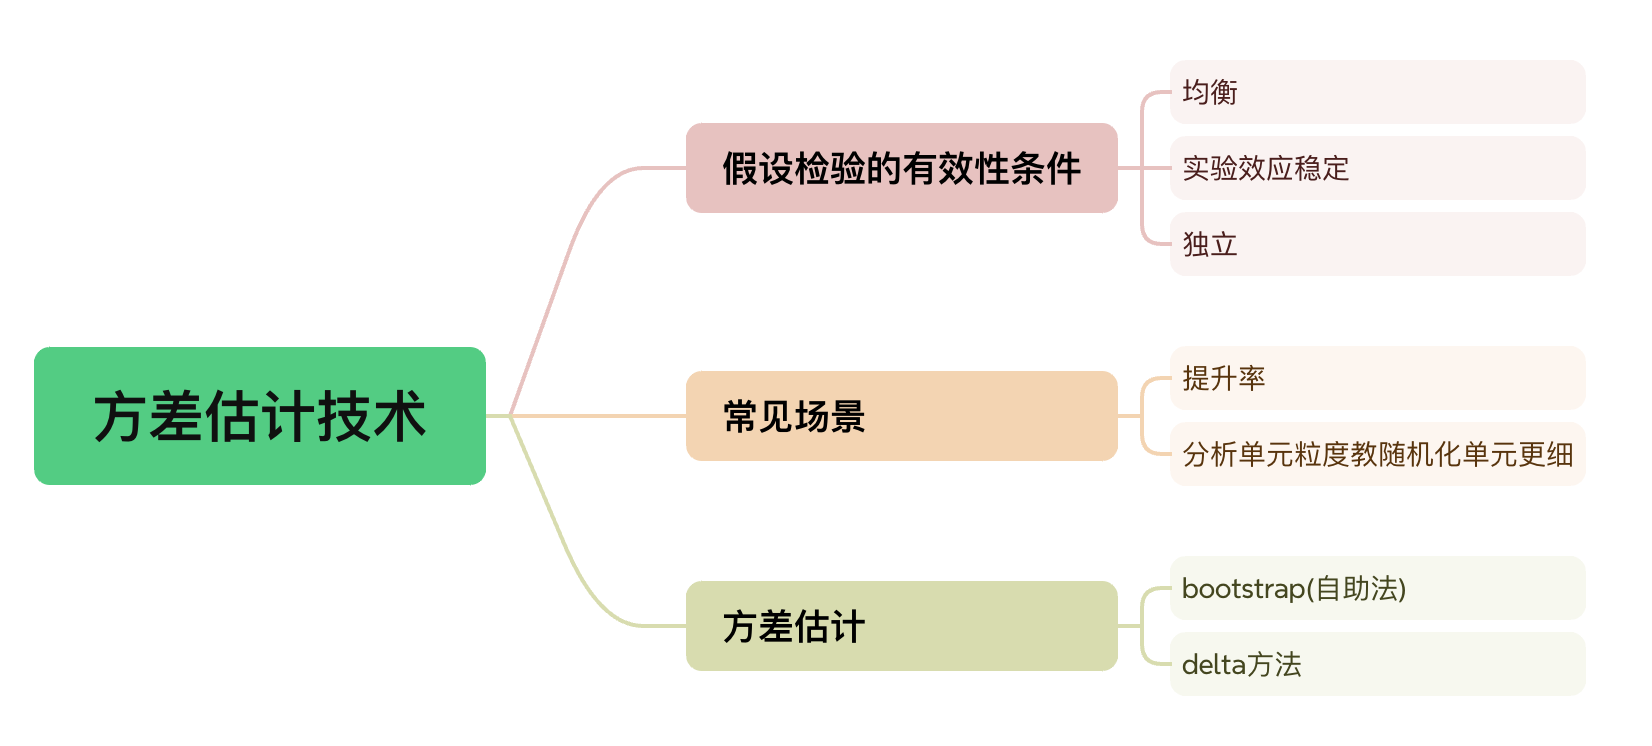 方差估计技术
假设检验的有效性条件
均衡
实验效应稳定
独立
常见场景
提升率
分析单元粒度教随机化单元更细
方差估计
bootstrap(自助法)
delta方法